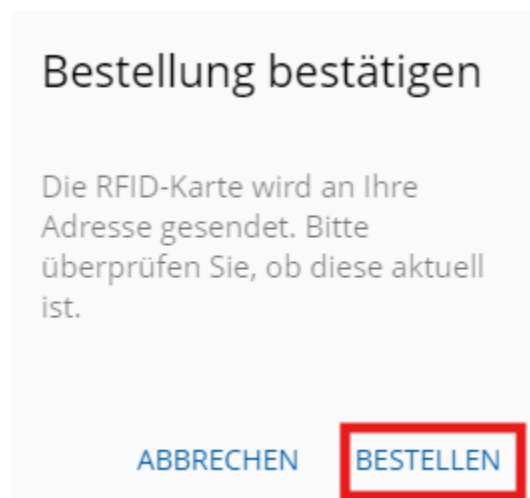 Bestellung bestätigen
Die RFID-Karte wird an Ihre
Adresse gesendet. Bitte
überprüfen Sie, ob diese aktuell
ist.
ABBRECHEN BESTELLEN